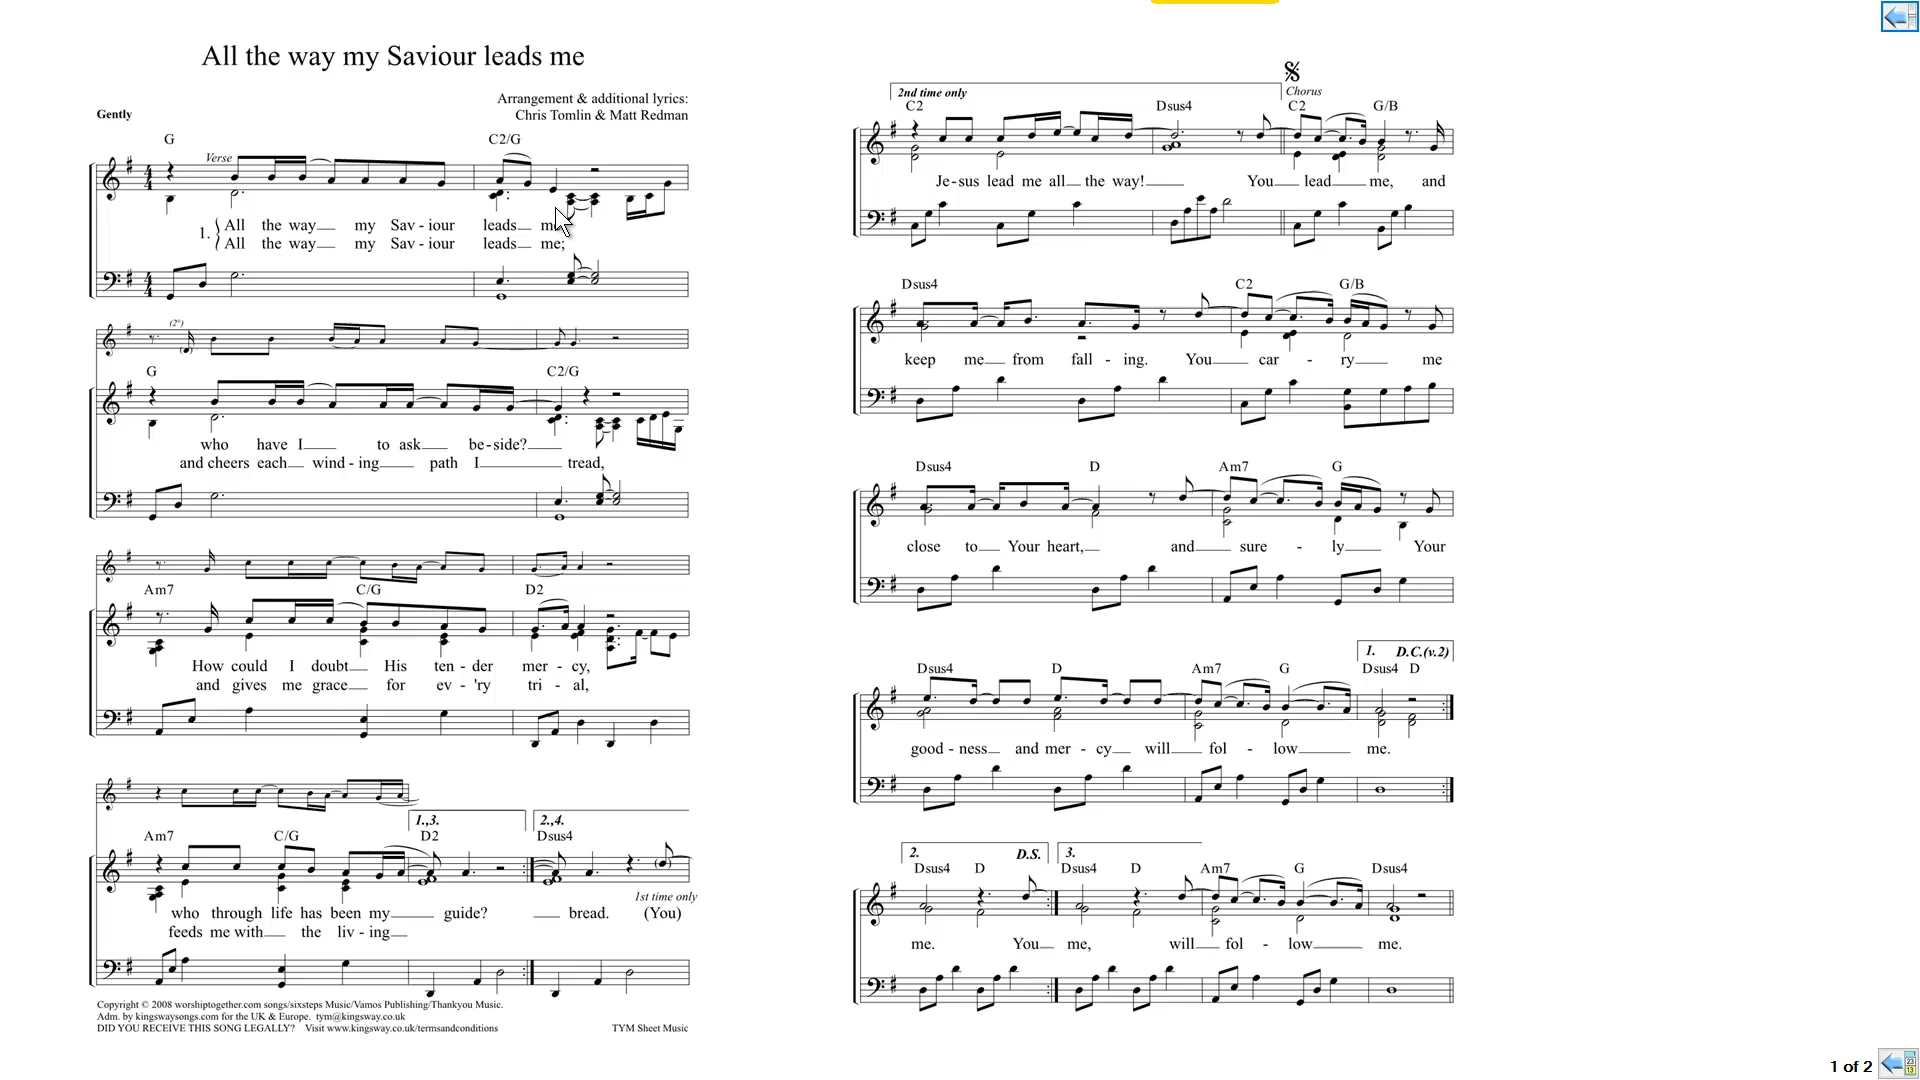 All the way my Saviour leads me
Arrangement & additional lyrics:
Chris Tomlin & Matt Redman
Gently
G C2/G
Verse
1. All the way my Sav - iour leads me
All the way my Sav - iour leads me;
(2°)
G C2/G
who have I to ask be - side?
and cheers each wind - ing path I tread,
Am7 C/G D2
How could I doubt His ten - der mer - cy,
and gives me grace for ev - 'ry tri - al,
1.,3. 2.,4.
Am7 C/G D2 Dsus4
1st time only
who through life has been my guide? bread. (You)
feeds me with the liv - ing
Copyright © 2008 worshiptogether.com songs/sixsteps Music/Vamos Publishing/Thankyou Music.
Adm. by kingswaysongs.com for the UK & Europe. tym@kingsway.co.uk
DID YOU RECEIVE THIS SONG LEGALLY? Visit www.kingsway.co.uk/termsandconditions TYM Sheet Music
2nd time only Chorus
C2 Dsus4 C2 G/B
Je - sus lead me all the way! You lead me, and
Dsus4 C2 G/B
keep me from fall - ing. You car - ry me
Dsus4 D Am7 G
close to Your heart, and sure - ly Your
1. D.C.(v.2)
Dsus4 D Am7 G Dsus4 D
good - ness and mer - cy will fol - low me.
2. D.S. 3.
Dsus4 D Dsus4 D Am7 G Dsus4
me. You me, will fol - low me.
1 of 2